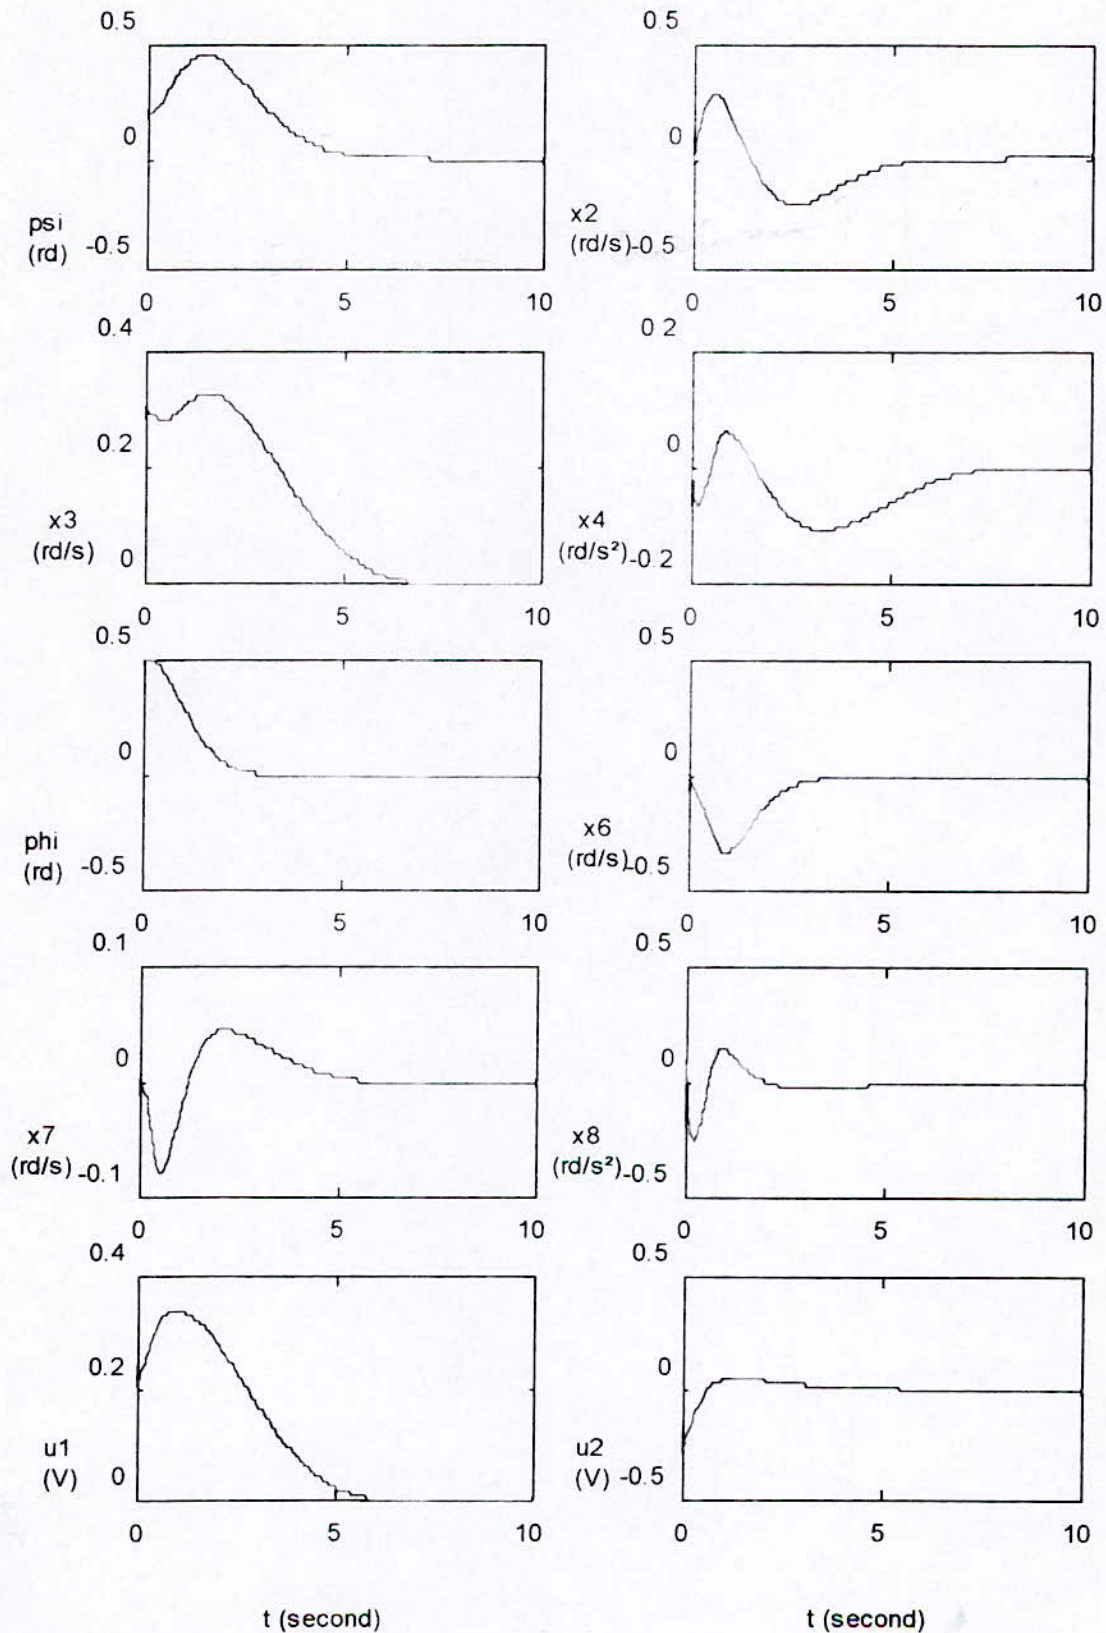 0.5
0
psi
(rd) -0.5
0 5 10
0.5
0
x2
(rd/s) -0.5
0 5 10
0.4
0.2
x3
(rd/s)
0
0 5 10
0.2
0
x4
(rd/s²) -0.2
0 5 10
0.5
0
phi
(rd) -0.5
0 5 10
0.5
0
x6
(rd/s) -0.5
0 5 10
0.1
0
x7
(rd/s) -0.1
0 5 10
0.5
0
x8
(rd/s²) -0.5
0 5 10
0.4
0.2
u1
(V) 0
0 5 10
0.5
0
u2
(V) -0.5
0 5 10
t (second)
t (second)